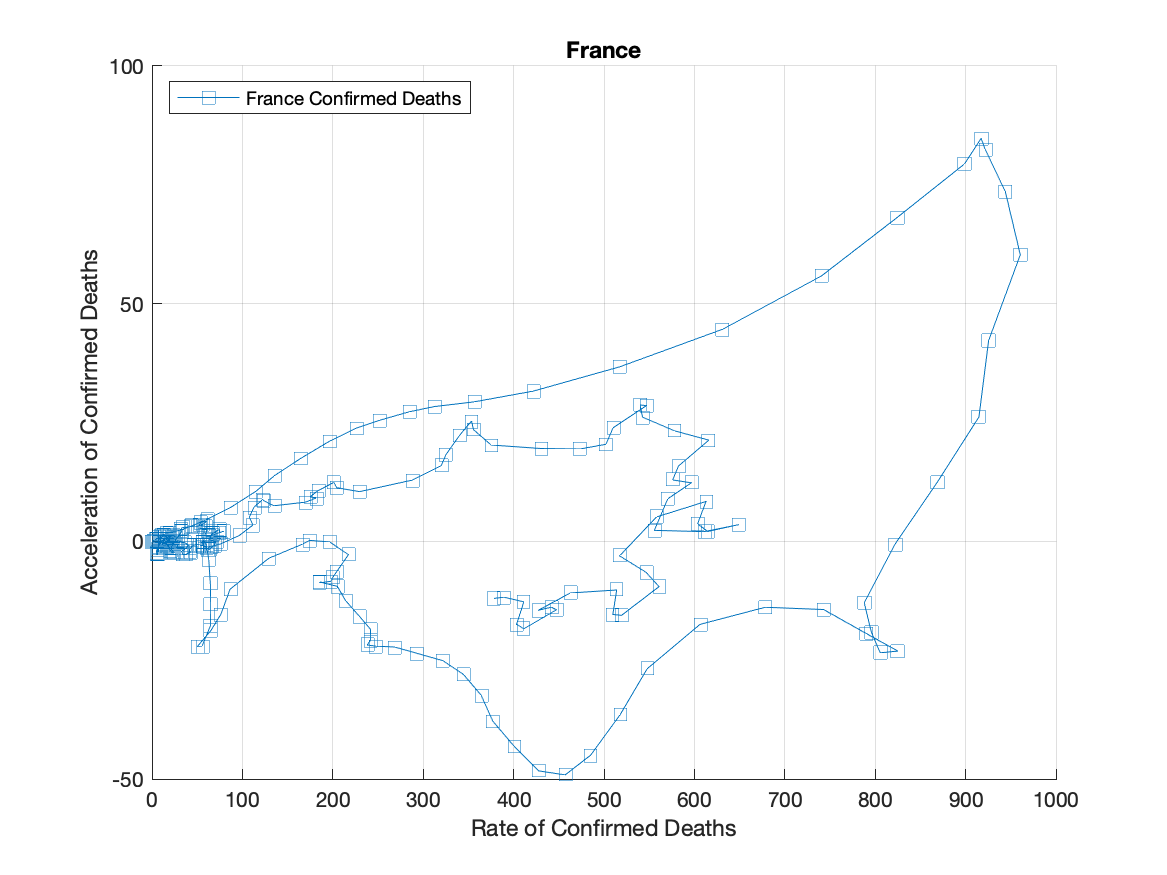 France
100
France Confirmed Deaths
50
Acceleration of Confirmed Deaths
0
-50
0 100 200 300 400 500 600 700 800 900 1000
Rate of Confirmed Deaths